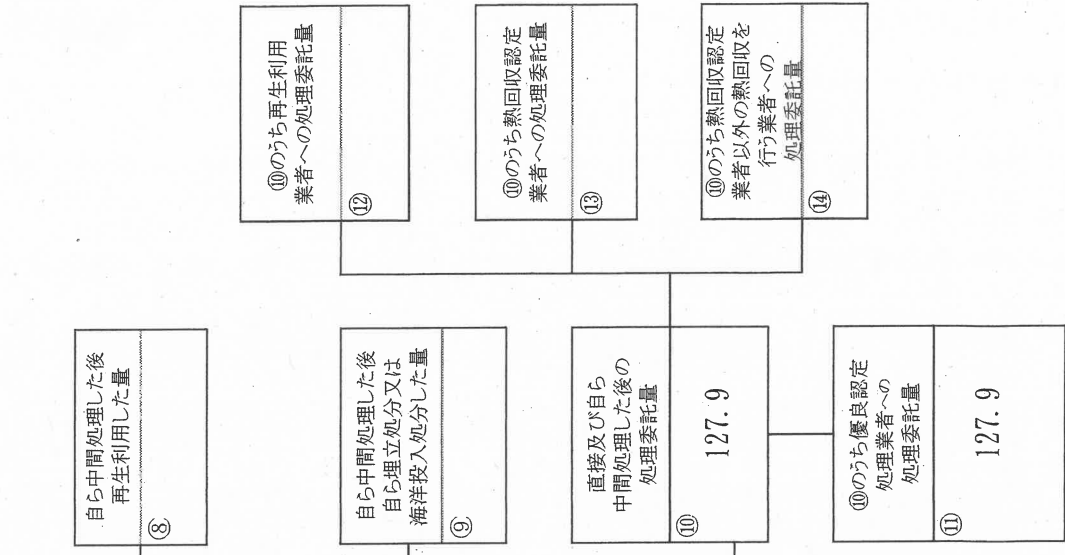 自ら中間処理した後
再生利用した量
⑧
自ら中間処理した後
自ら埋立処分又は
海洋投入処分した量
⑨
直接及び自ら
中間処理した後の
処理委託量
⑩
127.9
⑩のうち優良認定
処理業者への
処理委託量
⑪
127.9
⑩のうち再生利用
業者への処理委託量
⑫
⑩のうち熱回収認定
業者への処理委託量
⑬
⑩のうち熱回収認定
業者以外の熱回収を
行う業者への
処理委託量
⑭